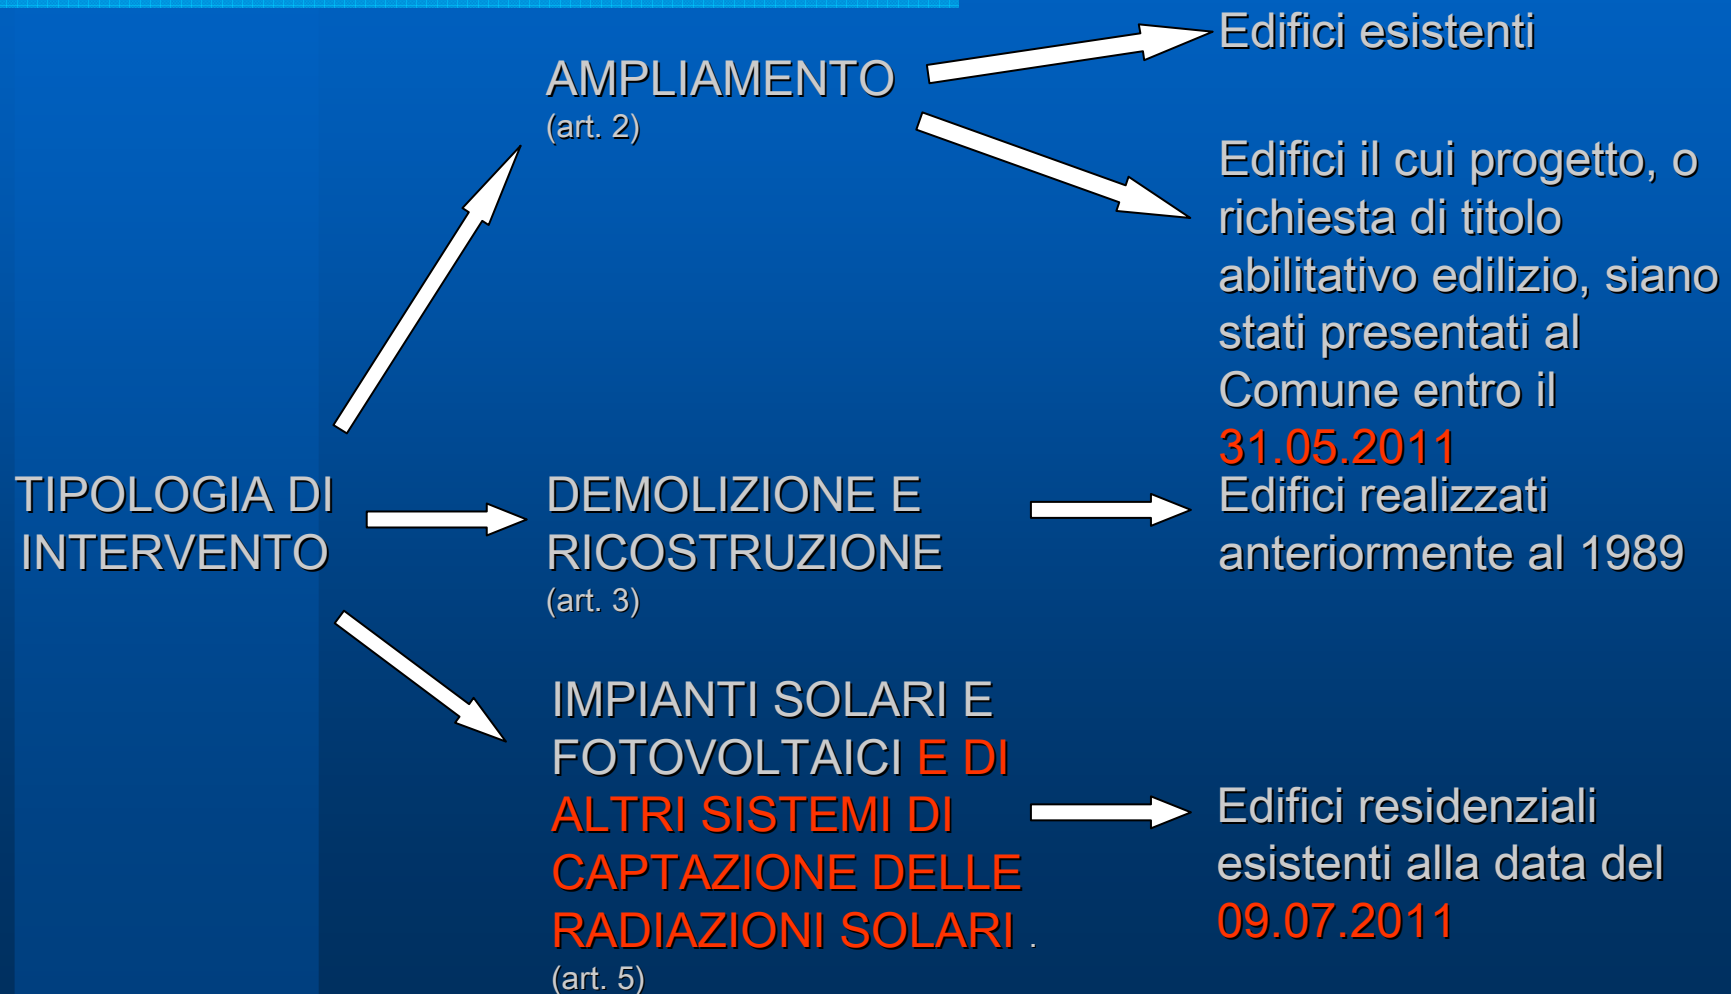 AMPLIAMENTO
(art. 2)
Edifici esistenti
Edifici il cui progetto, o
richiesta di titolo
abilitativo edilizio, siano
stati presentati al
Comune entro il
31.05.2011
TIPOLOGIA DI
INTERVENTO
DEMOLIZIONE E
RICOSTRUZIONE
(art. 3)
Edifici realizzati
anteriormente al 1989
IMPIANTI SOLARI E
FOTOVOLTAICI E DI
ALTRI SISTEMI DI
CAPTAZIONE DELLE
RADIAZIONI SOLARI .
(art. 5)
Edifici residenziali
esistenti alla data del
09.07.2011